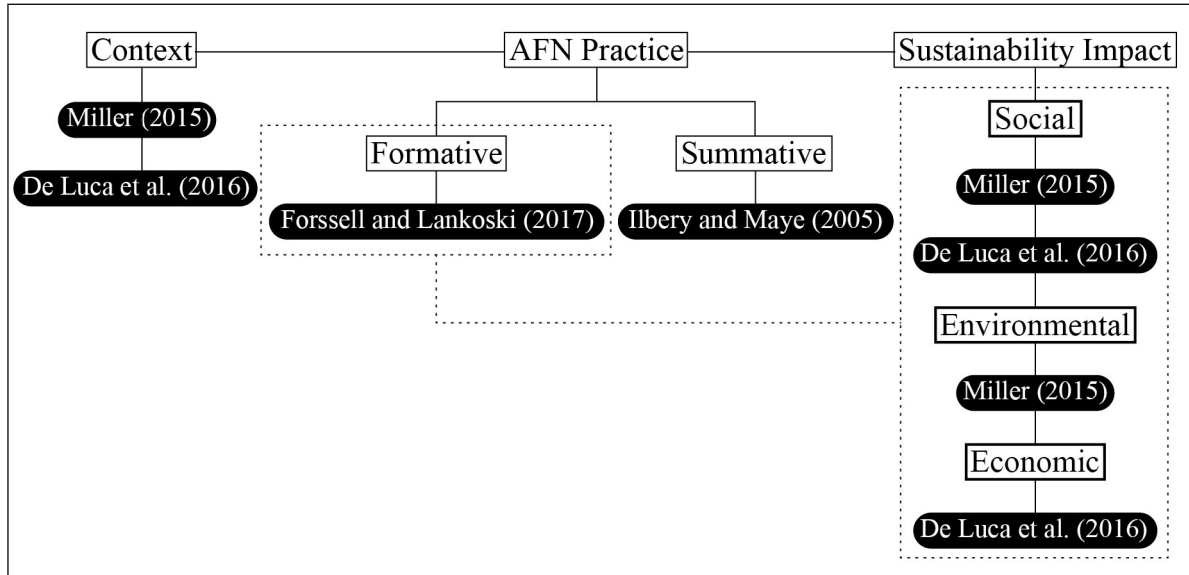 Context
AFN Practice
Sustainability Impact
Miller (2015)
De Luca et al. (2016)
Formative
Forssell and Lankoski (2017)
Summative
Ilbery and Maye (2005)
Social
Miller (2015)
De Luca et al. (2016)
Environmental
Miller (2015)
Economic
De Luca et al. (2016)